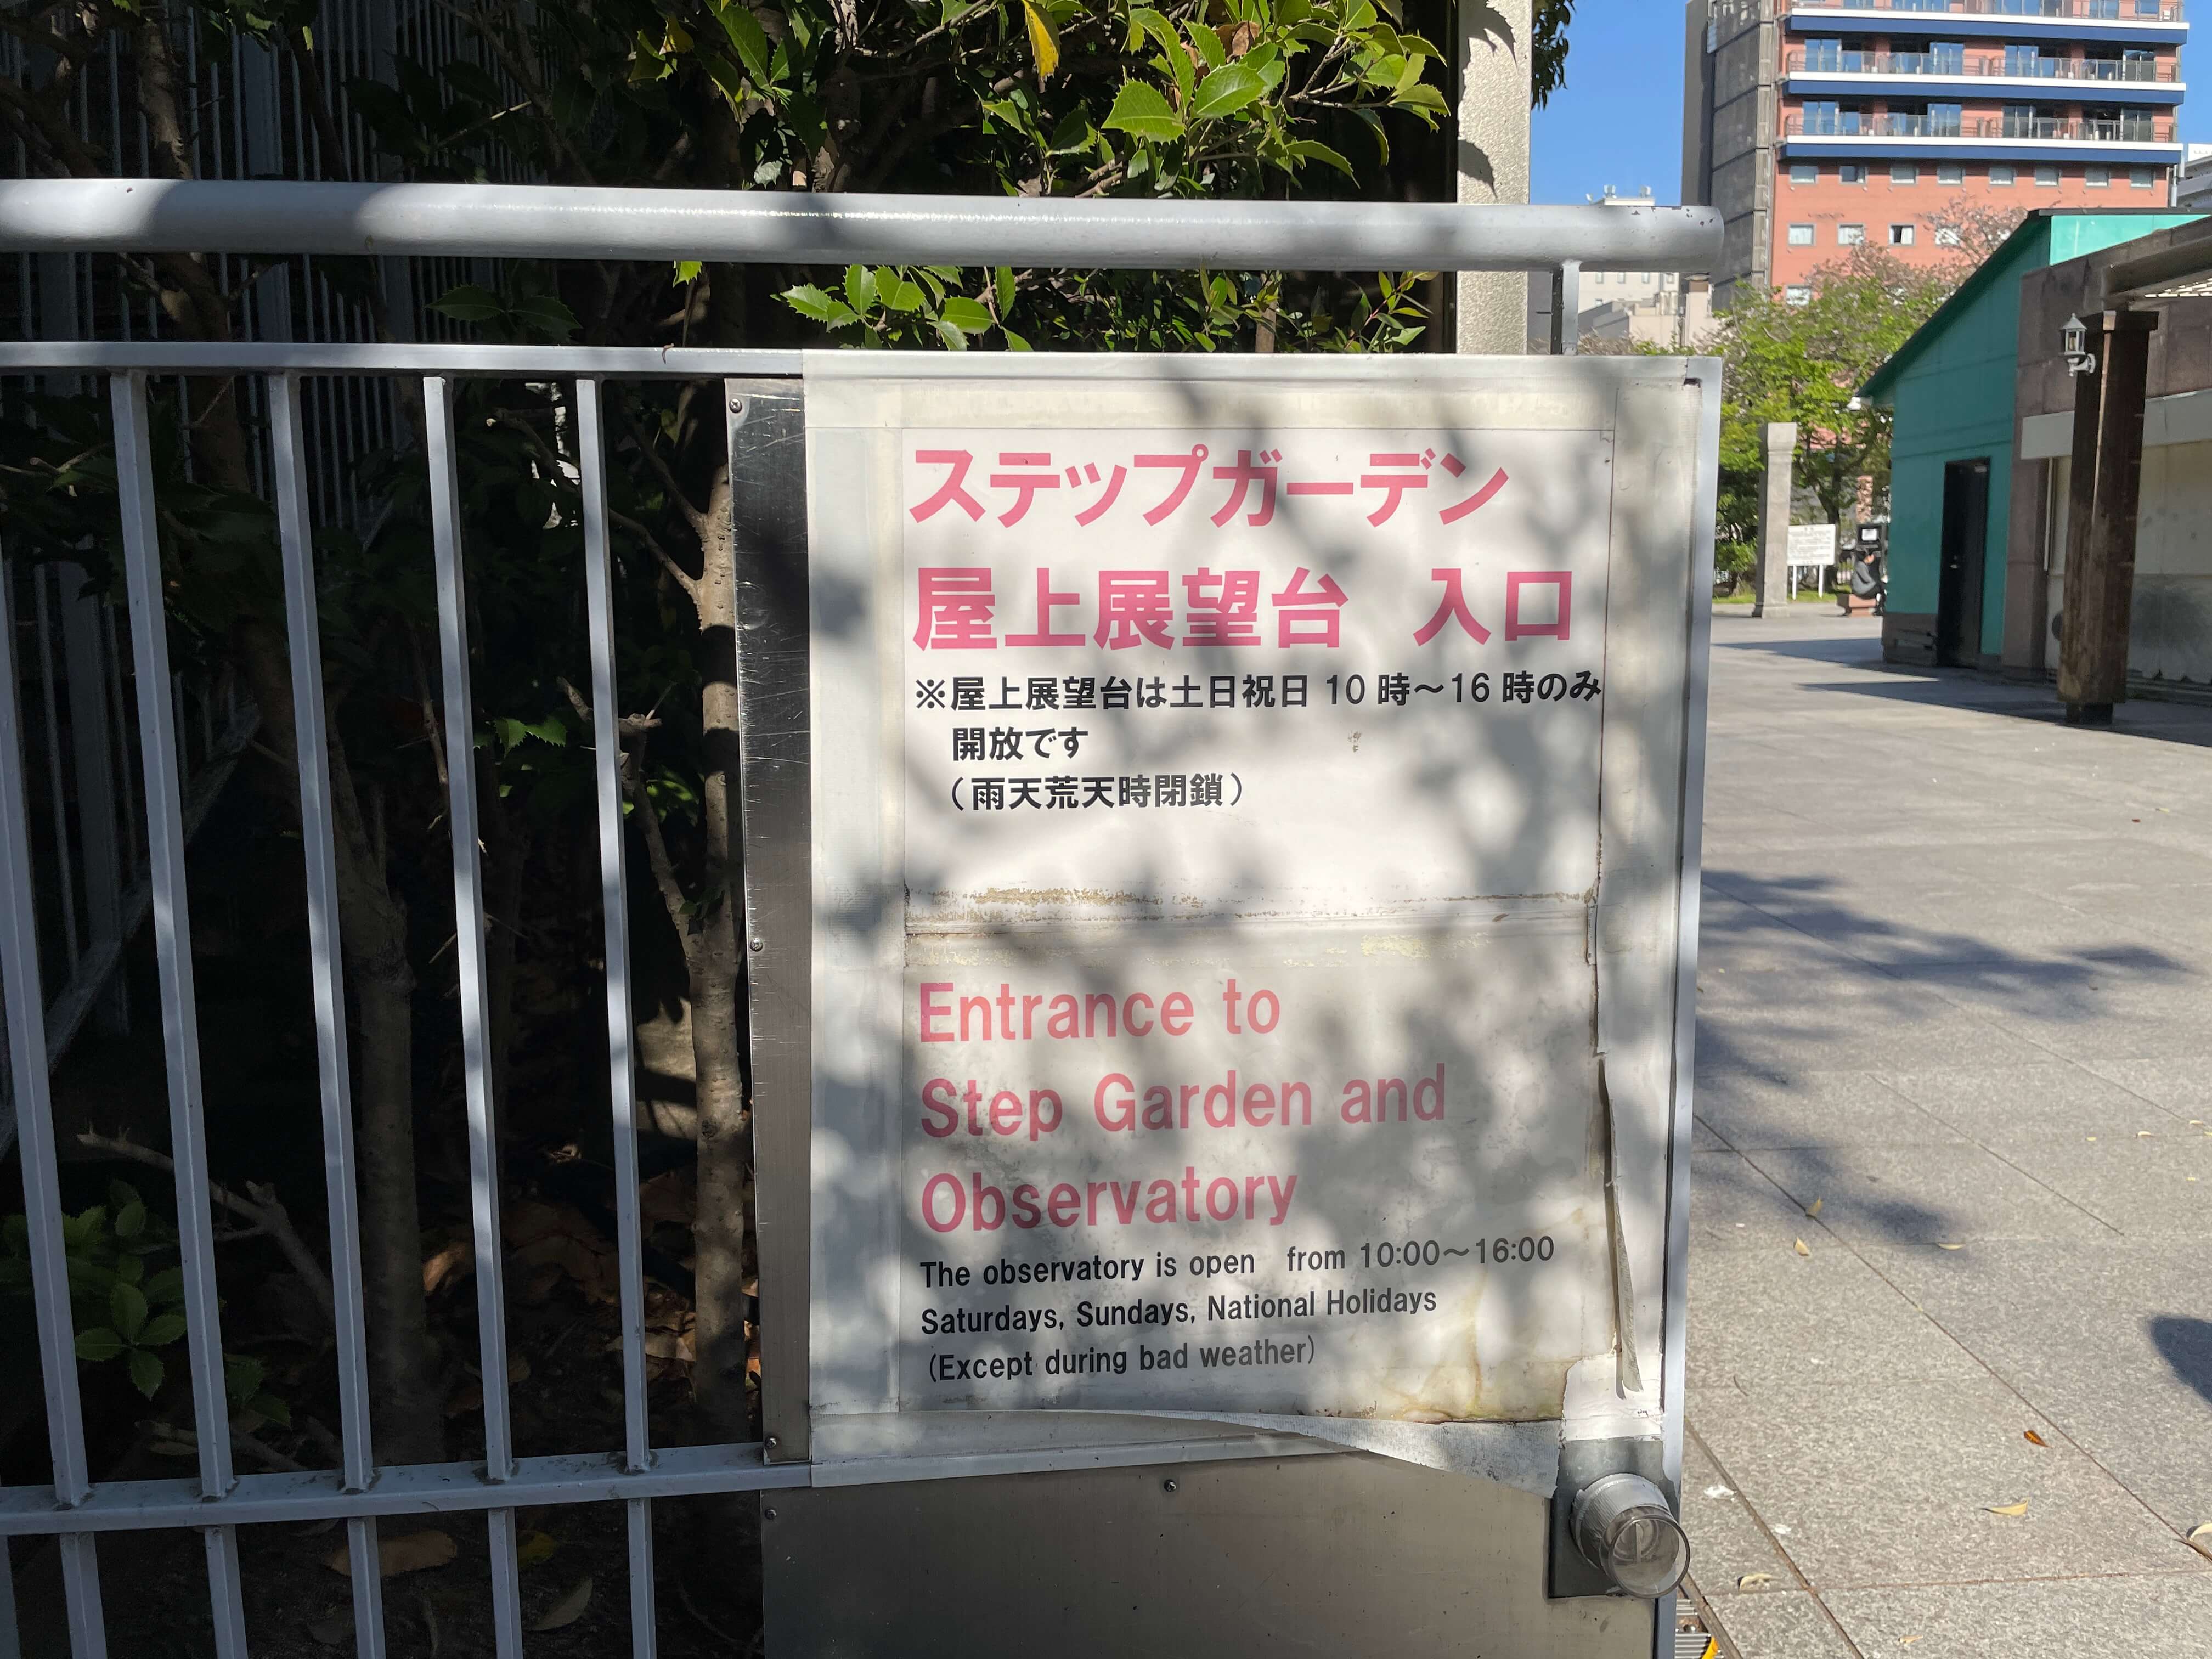 ステップガーデン
屋上展望台 入口
※屋上展望台は土日祝日 10 時～16 時のみ
開放です
（雨天荒天時閉鎖）
Entrance to
Step Garden and
Observatory
The observatory is open from 10:00～16:00
Saturdays, Sundays, National Holidays
(Except during bad weather)